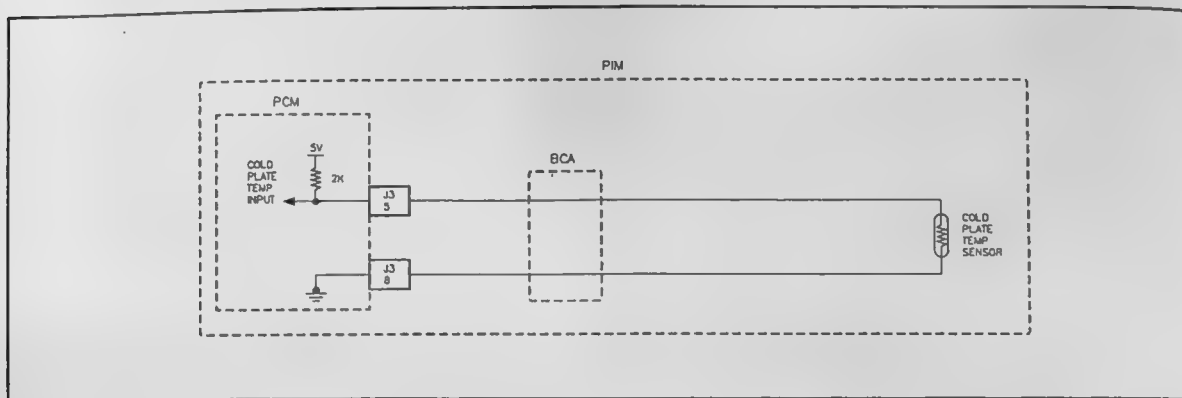 PIM
PCM
5V
2K
COLD
PLATE
TEMP
INPUT
J3
5
BCA
COLD
PLATE
TEMP
SENSOR
J3
8